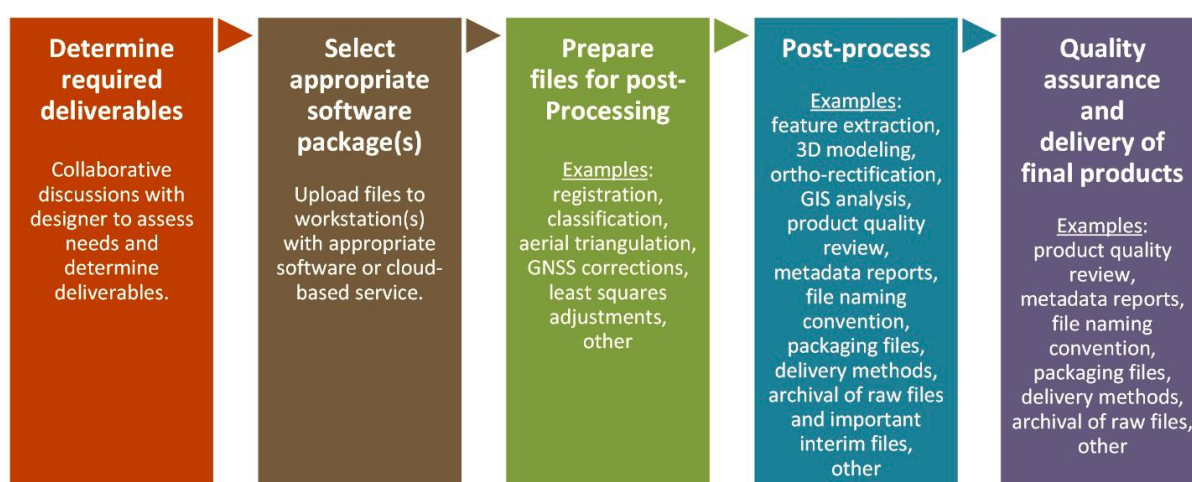 Determine
required
deliverables
Collaborative
discussions with
designer to assess
needs and
determine
deliverables.
Select
appropriate
software
package(s)
Upload files to
workstation(s)
with appropriate
software or cloud-
based service.
Prepare
files for post-
Processing
Examples:
registration,
classification,
aerial triangulation,
GNSS corrections,
least squares
adjustments,
other
Post-process
Examples:
feature extraction,
3D modeling,
ortho-rectification,
GIS analysis,
product quality
review,
metadata reports,
file naming
convention,
packaging files,
delivery methods,
archival of raw files
and important
interim files,
other
Quality
assurance
and
delivery of
final products
Examples:
product quality
review,
metadata reports,
file naming
convention,
packaging files,
delivery methods,
archival of raw files,
other